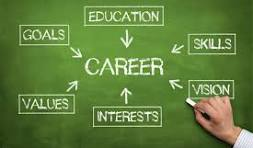 EDUCATION
GOALS
SKILLS
CAREER
VALUES
VISION
INTERESTS